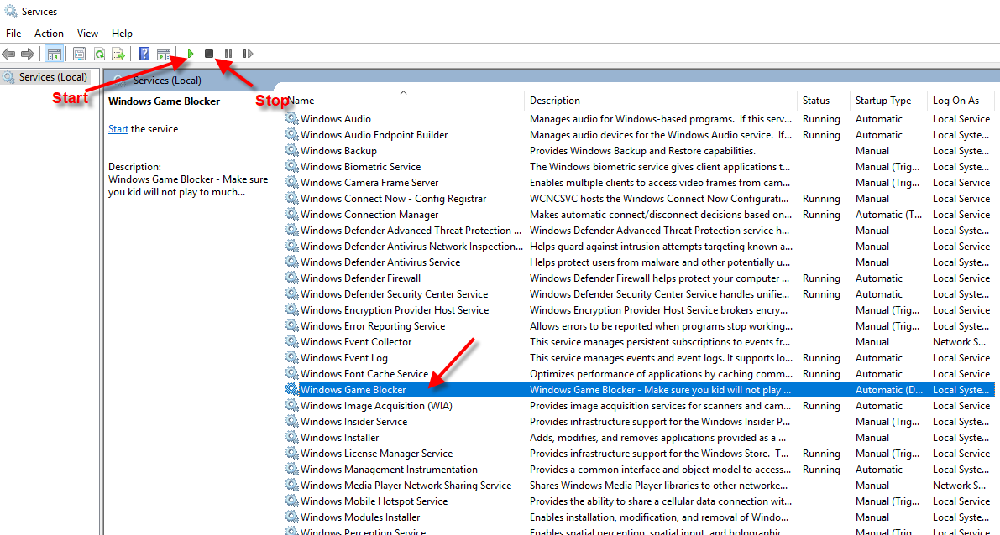 Services
File Action View Help
Services (Local)
Services (Local)
Start
Stop
Windows Game Blocker
Start the service
Description:
Windows Game Blocker - Make sure
you kid will not play to much...
Name Description Status Startup Type Log On As
Windows Audio Manages audio for Windows-based programs. If this serv... Running Automatic Local Service
Windows Audio Endpoint Builder Manages audio devices for the Windows Audio service. If... Running Automatic Local Syste...
Windows Backup Provides Windows Backup and Restore capabilities. Manual Local Syste...
Windows Biometric Service The Windows biometric service gives client applications t... Manual (Trig... Local Syste...
Windows Camera Frame Server Enables multiple clients to access video frames from cam... Manual (Trig... Local Service
Windows Connect Now - Config Registrar WCNCSVC hosts the Windows Connect Now Configurati... Running Manual Local Service
Windows Connection Manager Makes automatic connect/disconnect decisions based on... Running Automatic (T... Local Service
Windows Defender Advanced Threat Protection ... Windows Defender Advanced Threat Protection service h... Manual Local Syste...
Windows Defender Antivirus Network Inspection... Helps guard against intrusion attempts targeting known a... Manual Local Service
Windows Defender Antivirus Service Helps protect users from malware and other potentially u... Manual Local Syste...
Windows Defender Firewall Windows Defender Firewall helps protect your computer ... Running Automatic Local Service
Windows Defender Security Center Service Windows Defender Security Center Service handles unifie... Running Automatic Local Syste...
Windows Encryption Provider Host Service Windows Encryption Provider Host Service brokers encry... Manual (Trig... Local Service
Windows Error Reporting Service Allows errors to be reported when programs stop working... Manual (Trig... Local Syste...
Windows Event Collector This service manages persistent subscriptions to events fr... Manual Network S...
Windows Event Log This service manages events and event logs. It supports lo... Running Automatic Local Service
Windows Font Cache Service Optimizes performance of applications by caching comm... Running Automatic Local Service
Windows Game Blocker Windows Game Blocker - Make sure you kid will not play ... Automatic (D... Local Syste...
Windows Image Acquisition (WIA) Provides image acquisition services for scanners and cam... Running Automatic Local Service
Windows Insider Service Provides infrastructure support for the Windows Insider P... Manual (Trig... Local Syste...
Windows Installer Adds, modifies, and removes applications provided as a ... Manual Local Syste...
Windows License Manager Service Provides infrastructure support for the Windows Store. T... Running Manual (Trig... Local Service
Windows Management Instrumentation Provides a common interface and object model to access... Running Automatic Local Syste...
Windows Media Player Network Sharing Service Shares Windows Media Player libraries to other networke... Manual Network S...
Windows Mobile Hotspot Service Provides the ability to share a cellular data connection wit... Manual (Trig... Local Service
Windows Modules Installer Enables installation, modification, and removal of Windo... Manual Local Syste...
Windows Perception Service Enables spatial perception, spatial input, and holographic Manual (Trig... Local Service